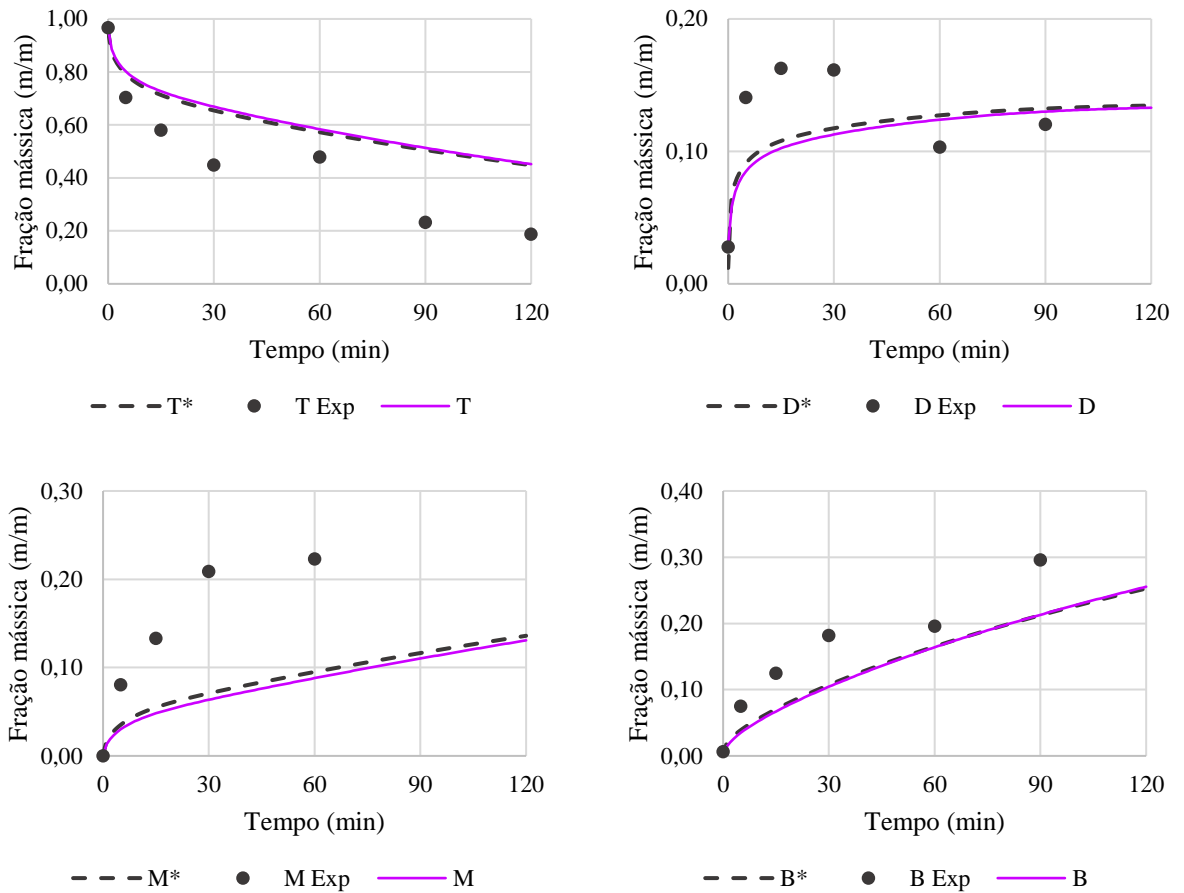 1,00
0,80
0,60
0,40
0,20
0,00
Fração mássica (m/m)
0 30 60 90 120
Tempo (min)
T* T Exp T
0,20
0,10
0,00
Fração mássica (m/m)
0 30 60 90 120
Tempo (min)
D* D Exp D
0,30
0,20
0,10
0,00
Fração mássica (m/m)
0 30 60 90 120
Tempo (min)
M* M Exp M
0,40
0,30
0,20
0,10
0,00
Fração mássica (m/m)
0 30 60 90 120
Tempo (min)
B* B Exp B